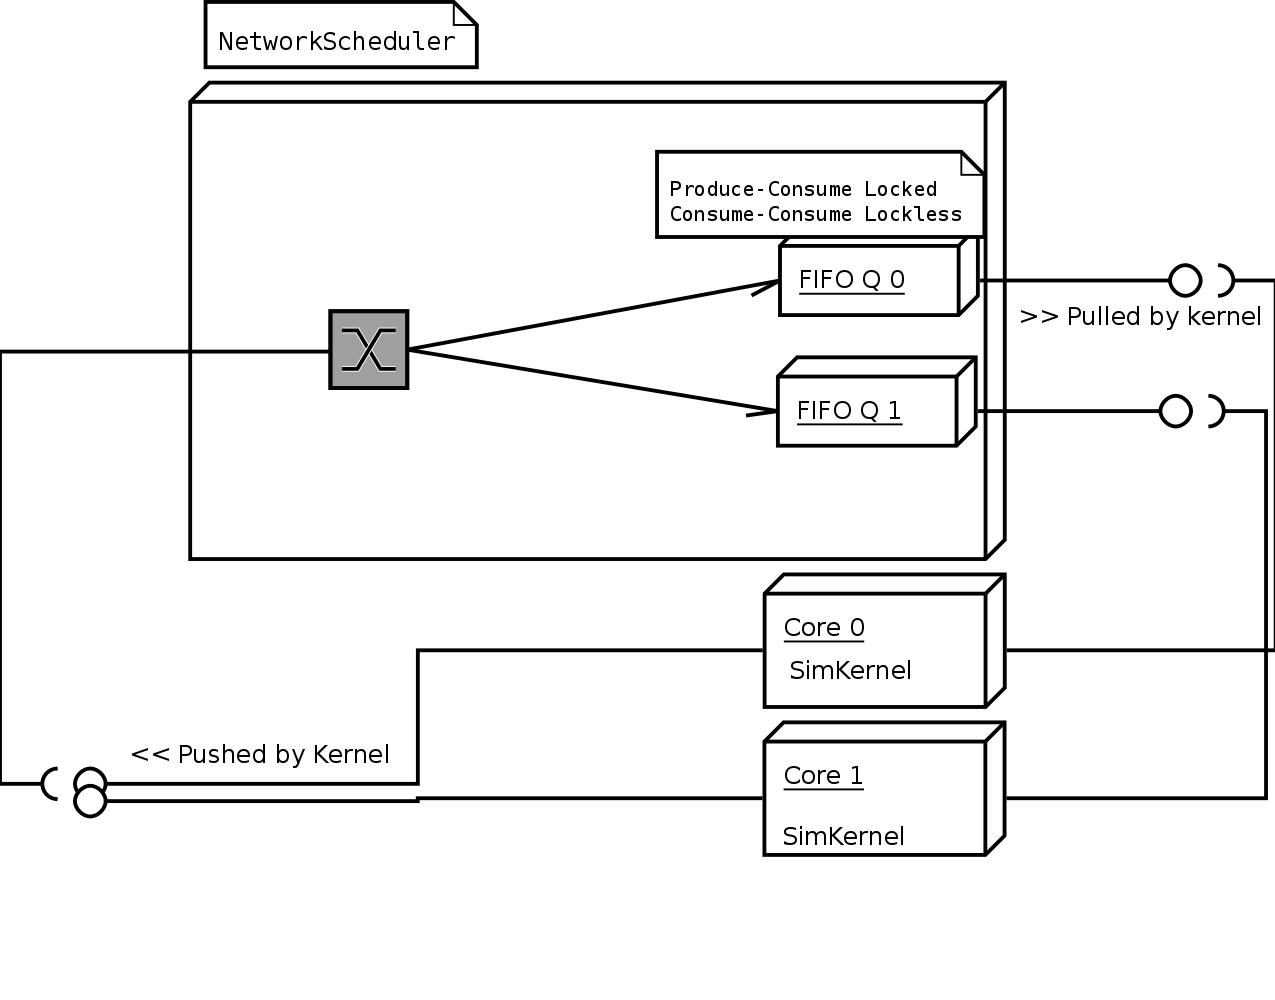 NetworkScheduler
Produce-Consume Locked
Consume-Consume Lockless
FIFO Q 0
>> Pulled by kernel
FIFO Q 1
Core 0
SimKernel
<< Pushed by Kernel
Core 1
SimKernel